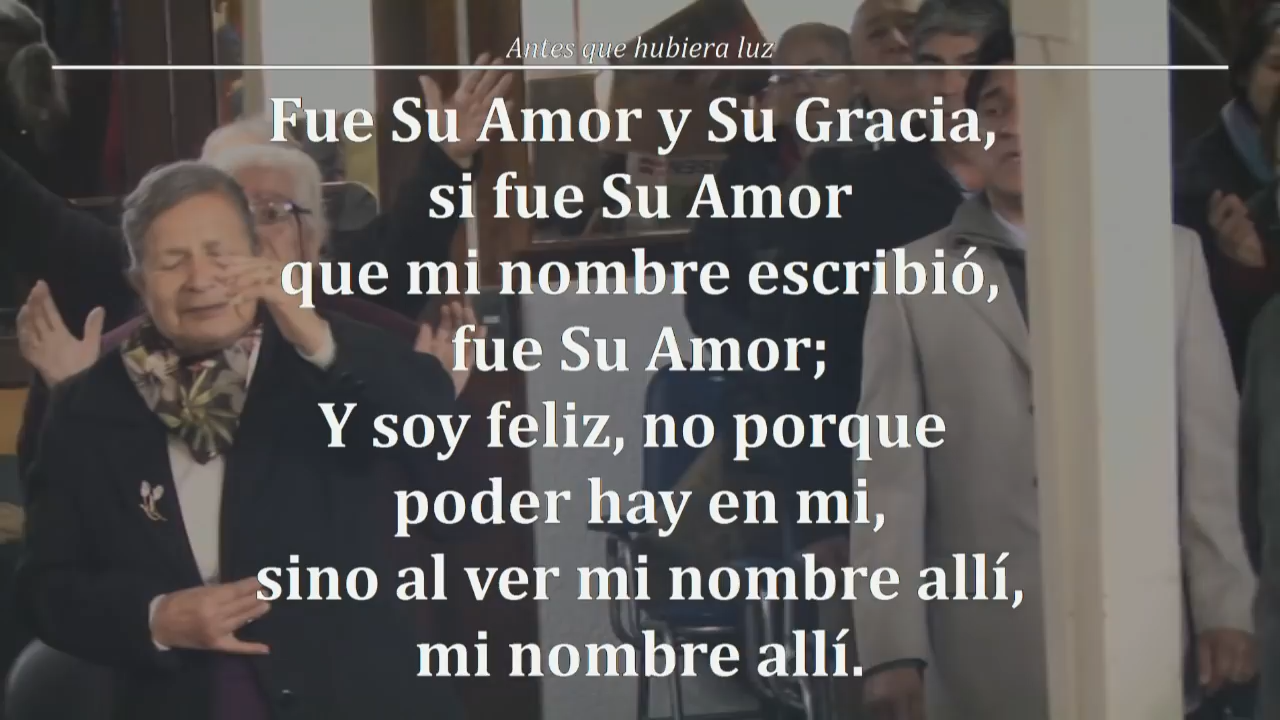 Antes que hubiera luz
Fue Su Amor y Su Gracia,
si fue Su Amor
que mi nombre escribió,
fue Su Amor;
Y soy feliz, no porque
poder hay en mi,
sino al ver mi nombre allí,
mi nombre allí.